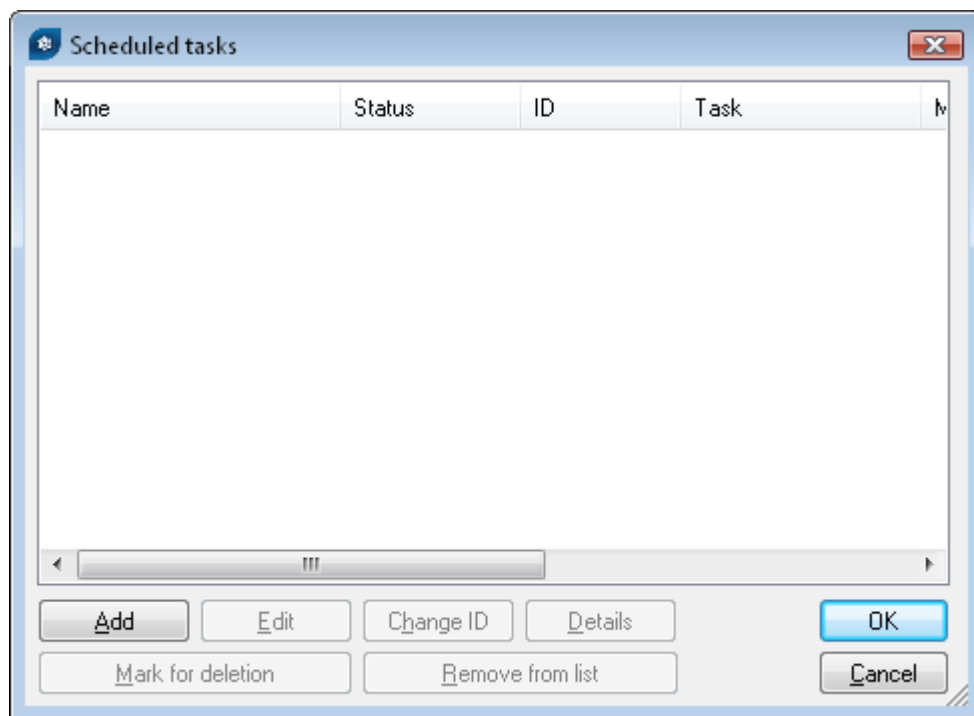 Scheduled tasks
Name Status ID Task
Add Edit Change ID Details OK
Mark for deletion Remove from list Cancel